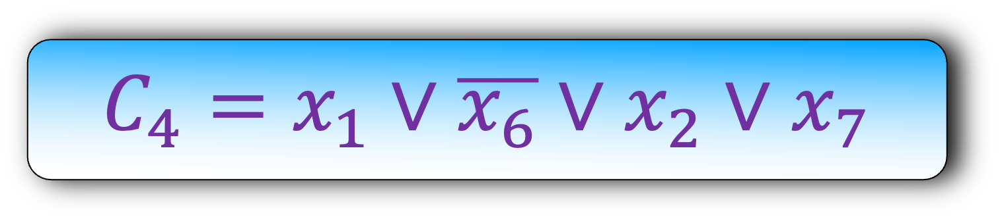 C₄ = x₁ ∨ x̅₆̅ ∨ x₂ ∨ x₇